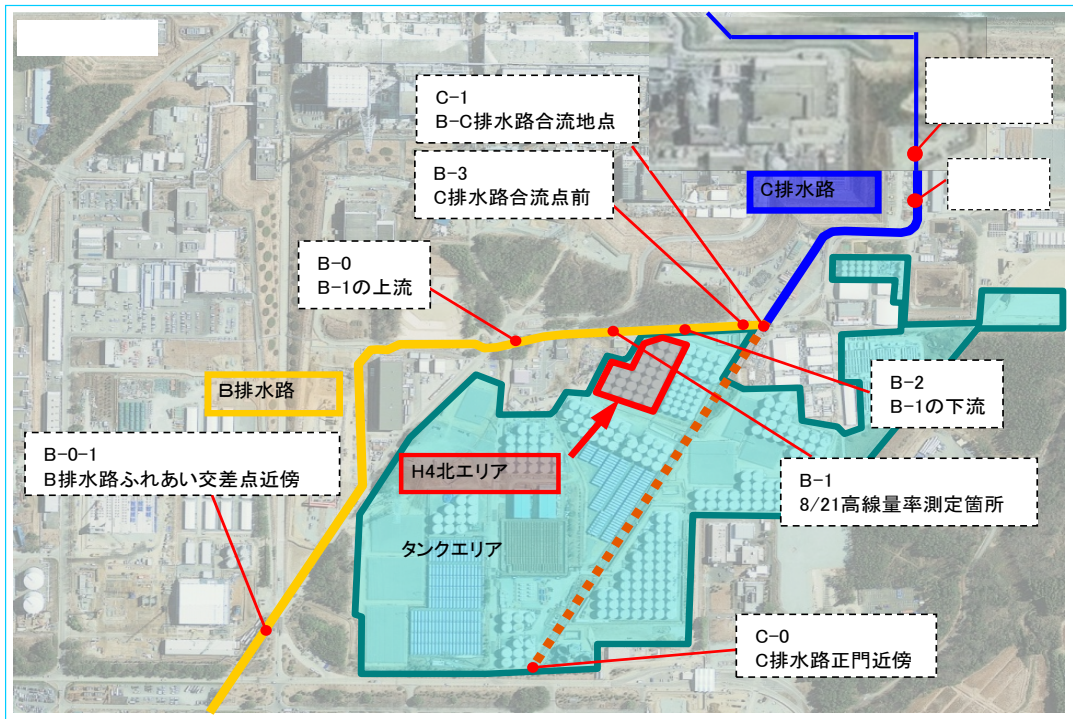 C-1
B-C排水路合流地点
B-3
C排水路合流点前
C排水路
B-0
B-1の上流
B排水路
B-2
B-1の下流
B-0-1
B排水路ふれあい交差点近傍
H4北エリア
B-1
8/21高線量率測定箇所
タンクエリア
C-0
C排水路正門近傍